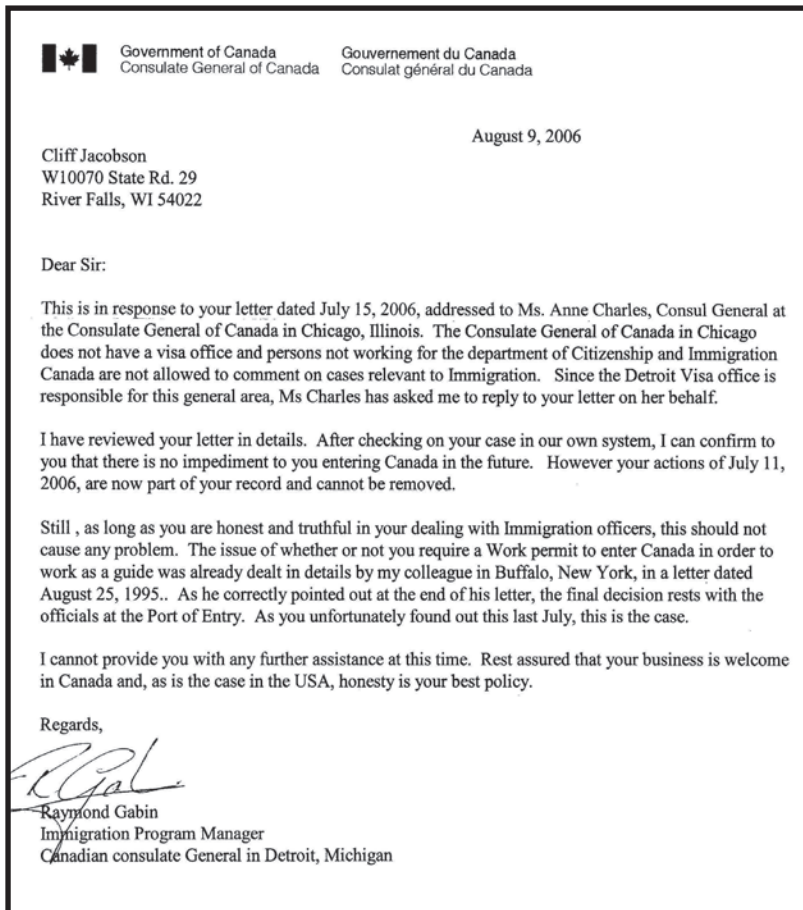 Government of Canada Gouvernement du Canada
Consulate General of Canada Consulat général du Canada
August 9, 2006
Cliff Jacobson
W10070 State Rd. 29
River Falls, WI 54022
Dear Sir:
This is in response to your letter dated July 15, 2006, addressed to Ms. Anne Charles, Consul General at
the Consulate General of Canada in Chicago, Illinois. The Consulate General of Canada in Chicago
does not have a visa office and persons not working for the department of Citizenship and Immigration
Canada are not allowed to comment on cases relevant to Immigration. Since the Detroit Visa office is
responsible for this general area, Ms Charles has asked me to reply to your letter on her behalf.
I have reviewed your letter in details. After checking on your case in our own system, I can confirm to
you that there is no impediment to you entering Canada in the future. However your actions of July 11,
2006, are now part of your record and cannot be removed.
Still , as long as you are honest and truthful in your dealing with Immigration officers, this should not
cause any problem. The issue of whether or not you require a Work permit to enter Canada in order to
work as a guide was already dealt in details by my colleague in Buffalo, New York, in a letter dated
August 25, 1995.. As he correctly pointed out at the end of his letter, the final decision rests with the
officials at the Port of Entry. As you unfortunately found out this last July, this is the case.
I cannot provide you with any further assistance at this time. Rest assured that your business is welcome
in Canada and, as is the case in the USA, honesty is your best policy.
Regards,
Raymond Gabin
Immigration Program Manager
Canadian consulate General in Detroit, Michigan